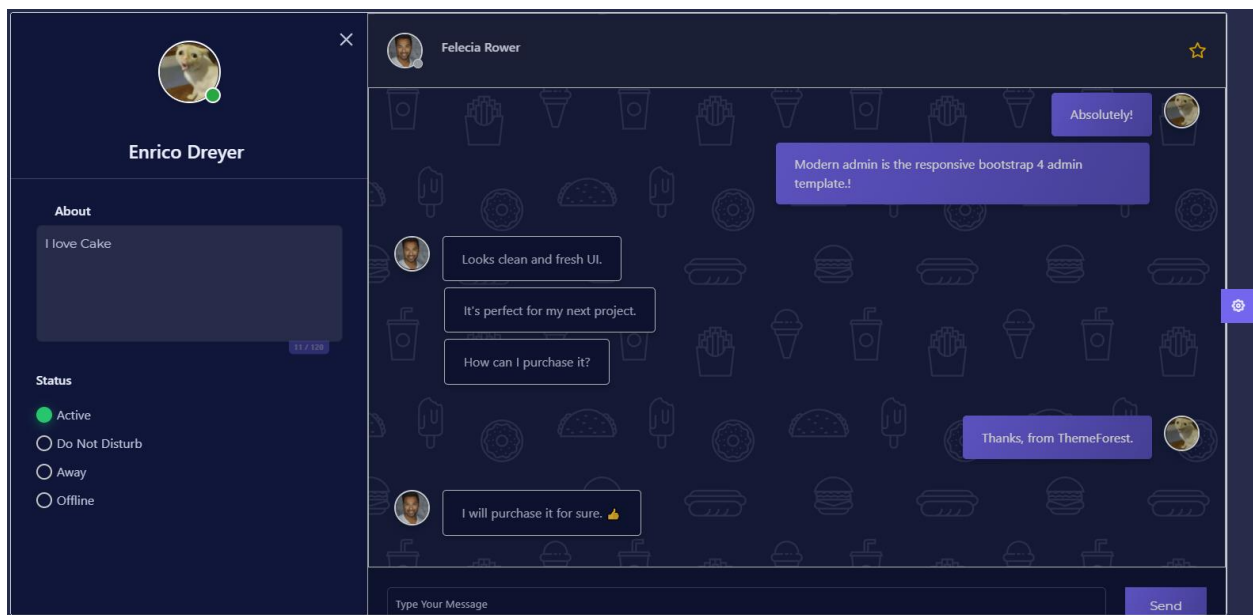 Enrico Dreyer
About
I love Cake
11 / 120
Status
Active
Do Not Disturb
Away
Offline
Felecia Rower
Absolutely!
Modern admin is the responsive bootstrap 4 admin
template.!
Looks clean and fresh UI.
It's perfect for my next project.
How can I purchase it?
Thanks, from ThemeForest.
I will purchase it for sure. 👍
Type Your Message
Send